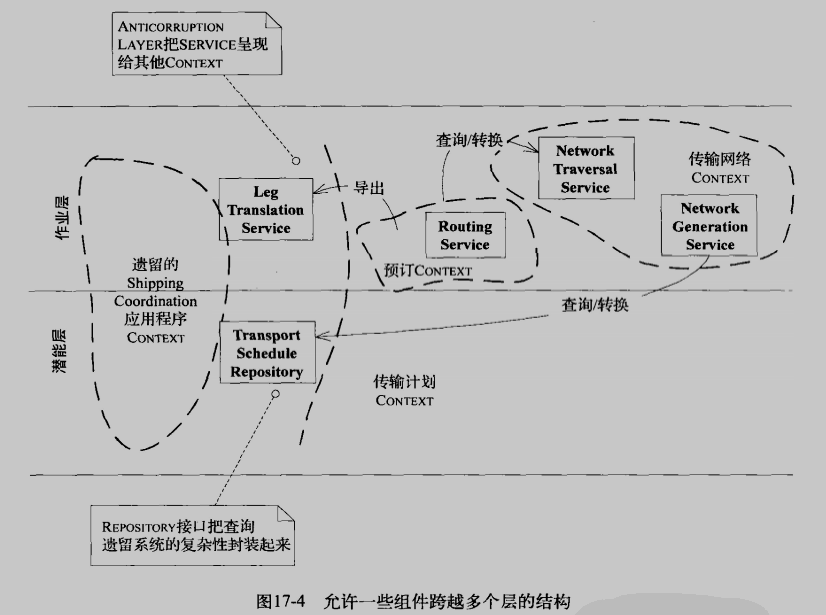 ANTICORRUPTION
LAYER把SERVICE呈现
给其他CONTEXT
作业层
潜能层
遗留的
Shipping
Coordination
应用程序
CONTEXT
Leg
Translation
Service
导出
查询/转换
Routing
Service
预订CONTEXT
Network
Traversal
Service
传输网络
CONTEXT
Network
Generation
Service
查询/转换
Transport
Schedule
Repository
传输计划
CONTEXT
REPOSITORY接口把查询
遗留系统的复杂性封装起来
图17-4 允许一些组件跨越多个层的结构